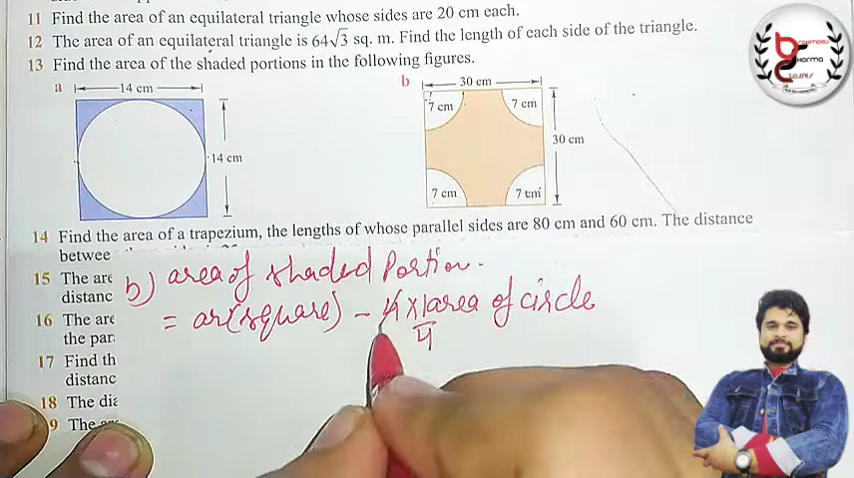 11 Find the area of an equilateral triangle whose sides are 20 cm each.
12 The area of an equilateral triangle is 64√3 sq. m. Find the length of each side of the triangle.
13 Find the area of the shaded portions in the following figures.
a
14 cm
14 cm
b
30 cm
7 cm
7 cm
30 cm
7 cm
7 cm
14 Find the area of a trapezium, the lengths of whose parallel sides are 80 cm and 60 cm. The distance
betwee
15 The are
distanc
16 The are
the par
17 Find th
distanc
18 The dia
9 The
b) area of shaded Portion.
= ar(square) - 4 × 1/4 area of circle
SHARMA
CLASSES